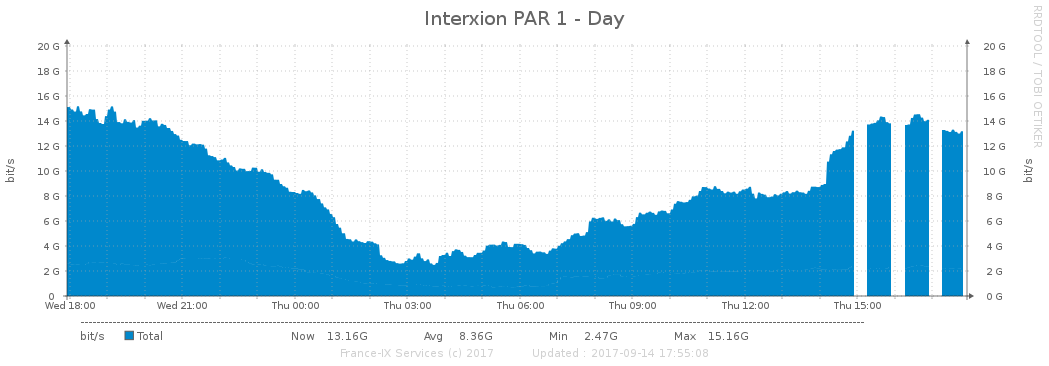 Interxion PAR 1 - Day
RRDTOOL / TOBI OETIKER
20 G 20 G
18 G 18 G
16 G 16 G
14 G 14 G
12 G 12 G
10 G 10 G
8 G 8 G
6 G 6 G
4 G 4 G
2 G 2 G
0 0 G
bit/s bit/s
Wed 18:00 Wed 21:00 Thu 00:00 Thu 03:00 Thu 06:00 Thu 09:00 Thu 12:00 Thu 15:00
bit/s Total Now 13.16G Avg 8.36G Min 2.47G Max 15.16G
France-IX Services (c) 2017 Updated : 2017-09-14 17:55:08